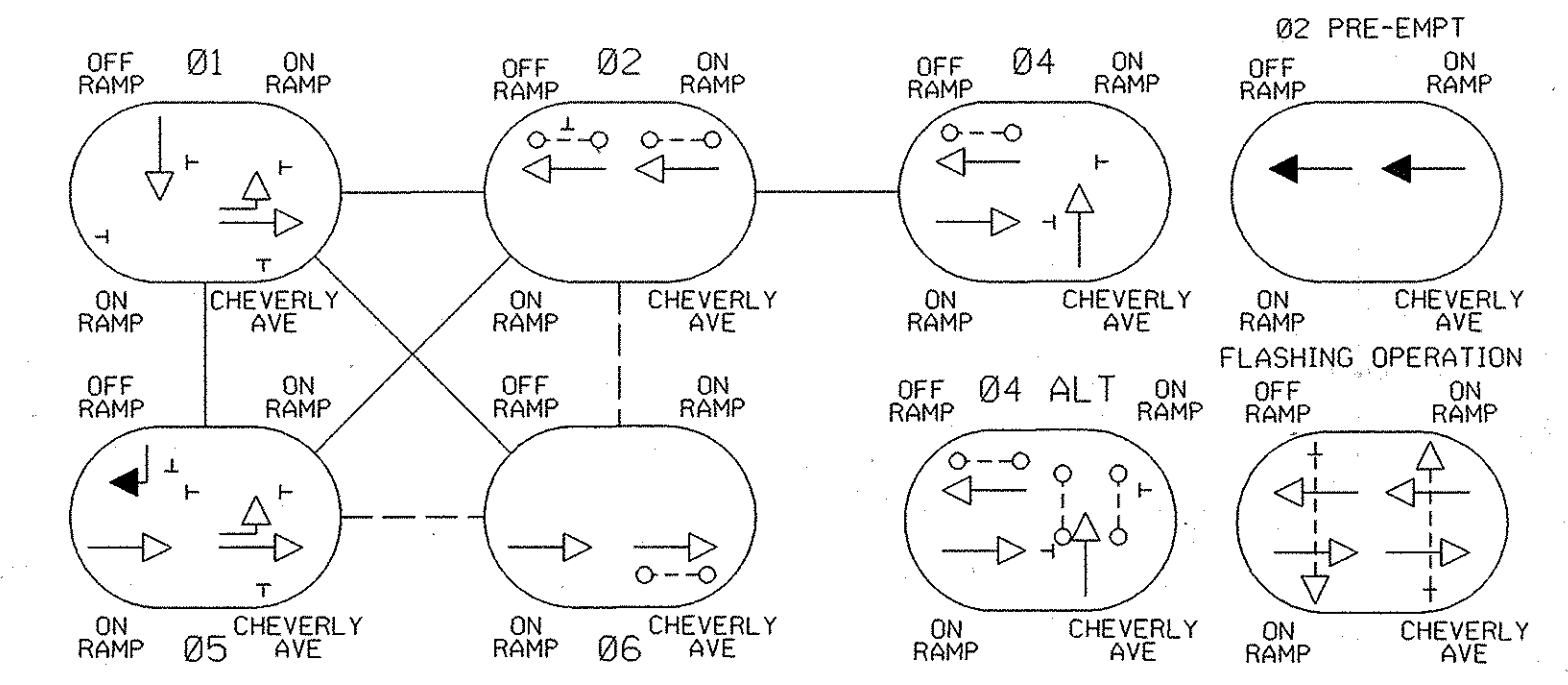 OFF
RAMP
Ø1
ON
RAMP
ON
RAMP
CHEVERLY
AVE
OFF
RAMP
Ø2
ON
RAMP
ON
RAMP
CHEVERLY
AVE
OFF
RAMP
Ø4
ON
RAMP
ON
RAMP
CHEVERLY
AVE
Ø2 PRE-EMPT
OFF
RAMP
ON
RAMP
ON
RAMP
CHEVERLY
AVE
OFF
RAMP
ON
RAMP
ON
RAMP
Ø5
CHEVERLY
AVE
OFF
RAMP
ON
RAMP
ON
RAMP
Ø6
CHEVERLY
AVE
OFF
RAMP
Ø4 ALT
ON
RAMP
ON
RAMP
CHEVERLY
AVE
FLASHING OPERATION
OFF
RAMP
ON
RAMP
ON
RAMP
CHEVERLY
AVE